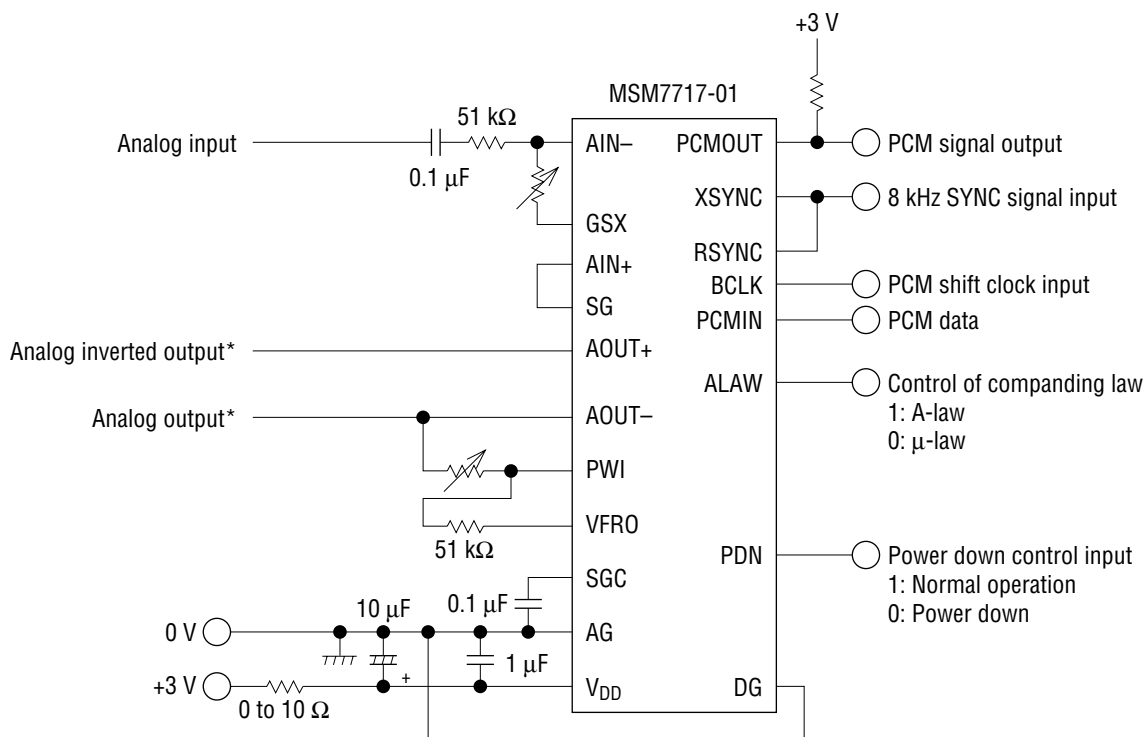 +3 V
MSM7717-01
51 kΩ
Analog input
0.1 μF
AIN–
PCMOUT
PCM signal output
XSYNC
8 kHz SYNC signal input
GSX
RSYNC
AIN+
BCLK
PCM shift clock input
SG
PCMIN
PCM data
Analog inverted output*
AOUT+
ALAW
Control of companding law
1: A-law
0: μ-law
Analog output*
AOUT–
PWI
VFRO
51 kΩ
PDN
Power down control input
1: Normal operation
0: Power down
SGC
10 μF
0.1 μF
0 V
AG
1 μF
+
+3 V
0 to 10 Ω
VDD
DG